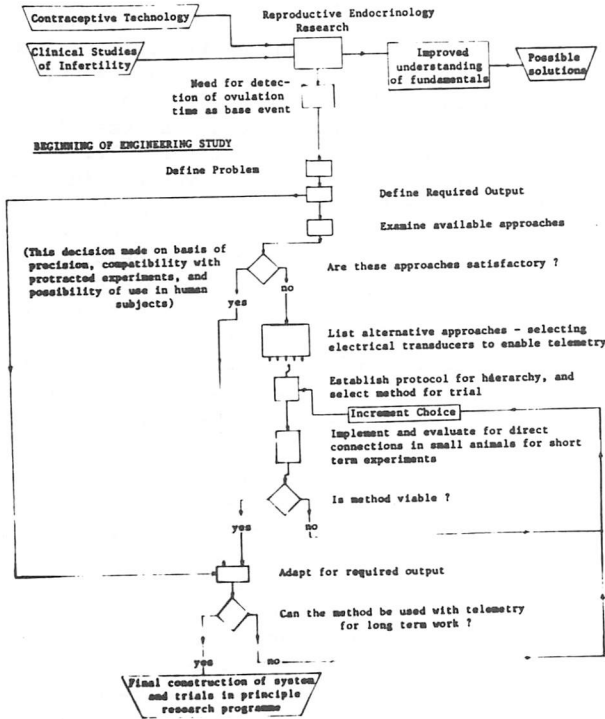 Contraceptive Technology
Reproductive Endocrinology
Research
Clinical Studies
of Infertility
Improved
understanding
of fundamentals
Possible
solutions
Need for detec-
tion of ovulation
time as base event
BEGINNING OF ENGINEERING STUDY
Define Problem
Define Required Output
Examine available approaches
(This decision made on basis of
precision, compatibility with
protracted experiments, and
possibility of use in human
subjects)
Are these approaches satisfactory ?
yes
no
List alternative approaches - selecting
electrical transducers to enable telemetry
Establish protocol for hierarchy, and
select method for trial
Increment Choice
Implement and evaluate for direct
connections in small animals for short
term experiments
Is method viable ?
yes
no
Adapt for required output
Can the method be used with telemetry
for long term work ?
yes
no
Final construction of system
and trials in principle
research programme